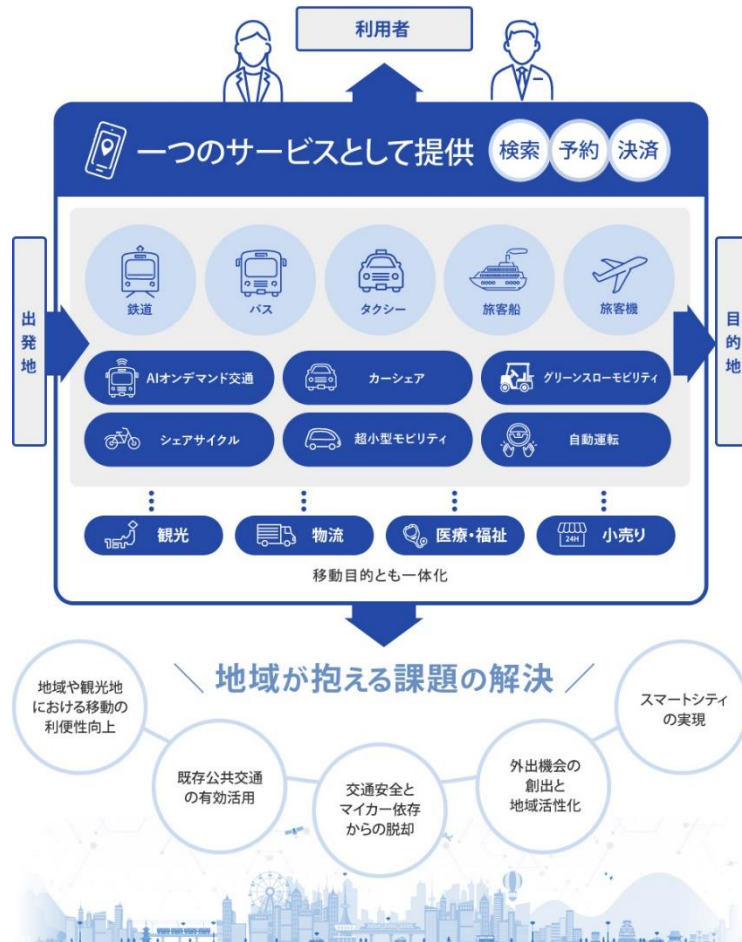 利用者
一つのサービスとして提供 検索 予約 決済
出発地
目的地
鉄道 バス タクシー 旅客船 旅客機
AIオンデマンド交通 カーシェア グリーンスローモビリティ
シェアサイクル 超小型モビリティ 自動運転
観光 物流 医療・福祉 24H 小売り
移動目的とも一体化
地域が抱える課題の解決
地域や観光地
における移動の
利便性向上
既存公共交通
の有効活用
交通安全と
マイカー依存
からの脱却
外出機会の
創出と
地域活性化
スマートシティ
の実現